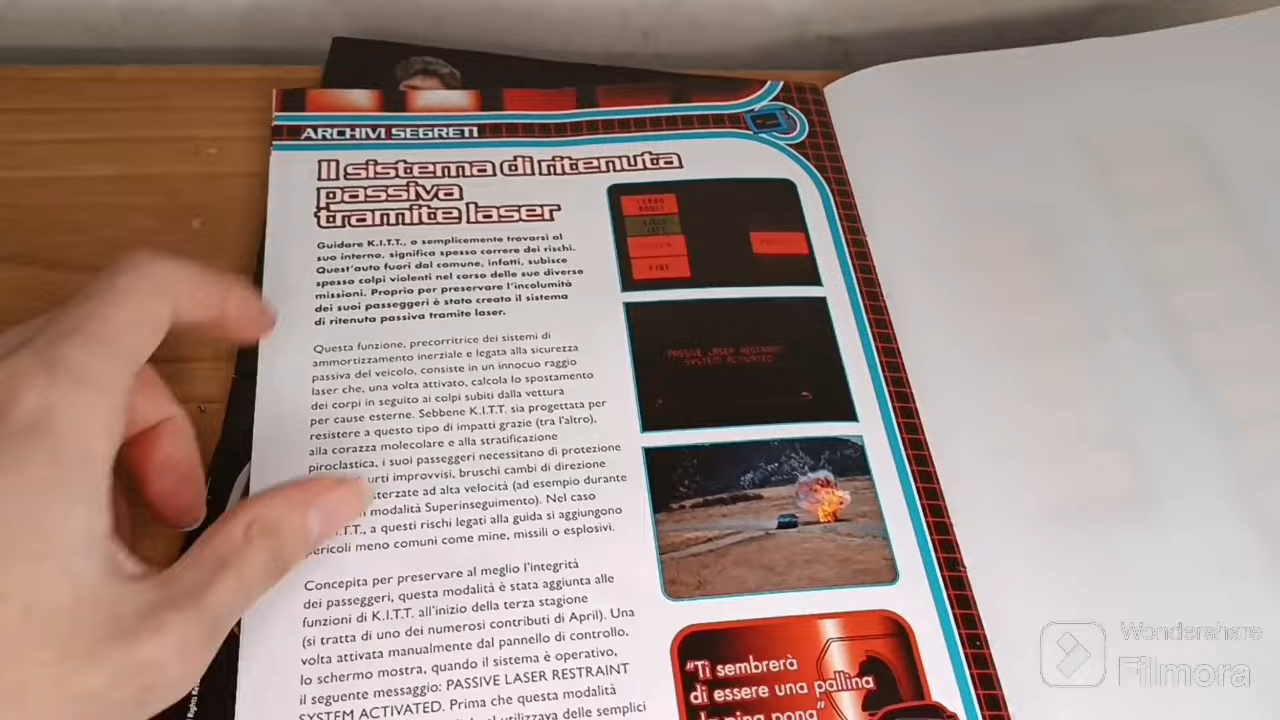 ARCHIVI SEGRETI
Il sistema di ritenuta
passiva
tramite laser
Guidare K.I.T.T., o semplicemente trovarsi al
suo interno, significa spesso correre dei rischi.
Quest'auto fuori dal comune, infatti, subisce
spesso colpi violenti nel corso delle sue diverse
missioni. Proprio per preservare l'incolumità
dei suoi passeggeri è stato creato il sistema
di ritenuta passiva tramite laser.
Questa funzione, precorritrice dei sistemi di
ammortizzamento inerziale e legata alla sicurezza
passiva del veicolo, consiste in un innocuo raggio
laser che, una volta attivato, calcola lo spostamento
dei corpi in seguito ai colpi subiti dalla vettura
per cause esterne. Sebbene K.I.T.T. sia progettata per
resistere a questo tipo di impatti grazie (tra l'altro),
alla corazza molecolare e alla stratificazione
piroclastica, i suoi passeggeri necessitano di protezione
urti improvvisi, bruschi cambi di direzione
sterzate ad alta velocità (ad esempio durante
modalità Superinseguimento). Nel caso
a questi rischi legati alla guida si aggiungono
pericoli meno comuni come mine, missili o esplosivi.
Concepita per preservare al meglio l'integrità
dei passeggeri, questa modalità è stata aggiunta alle
funzioni di K.I.T.T. all'inizio della terza stagione
(si tratta di uno dei numerosi contributi di April). Una
volta attivata manualmente dal pannello di controllo,
lo schermo mostra, quando il sistema è operativo,
il seguente messaggio: PASSIVE LASER RESTRAINT
SYSTEM ACTIVATED. Prima che questa modalità
utilizzava delle semplici
TURBO
BOOST
EJECT
LEFT
FIRE
PASSIVE LASER RESTRAINT
SYSTEM ACTIVATED
"Ti sembrerà
di essere una pallina
da ping pong"
Wondershare
Filmora